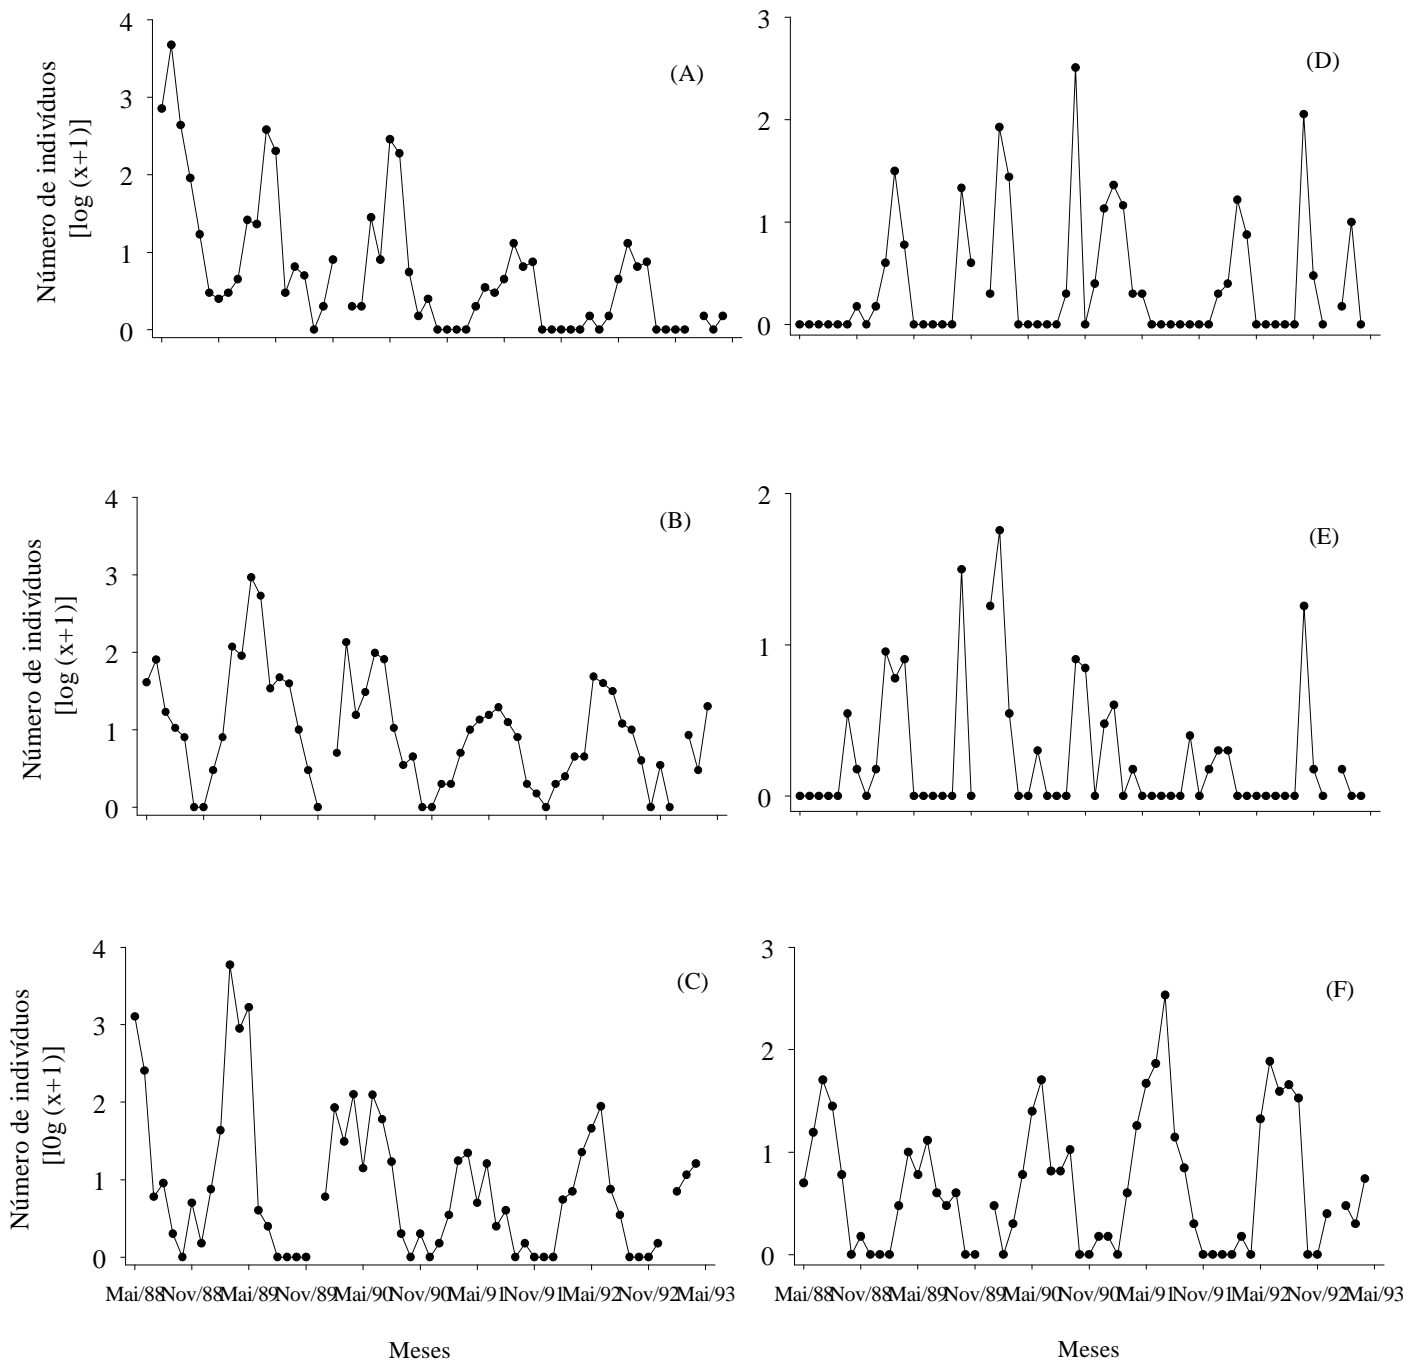 4
3
2
1
0
Número de indivíduos
[log (x+1)]
(A)
3
2
1
0
(D)
4
3
2
1
0
Número de indivíduos
[log (x+1)]
(B)
2
1
0
(E)
4
3
2
1
0
Número de indivíduos
[l0g (x+1)]
(C)
Mai/88 Nov/88 Mai/89 Nov/89 Mai/90 Nov/90 Mai/91 Nov/91 Mai/92 Nov/92 Mai/93
Meses
3
2
1
0
(F)
Mai/88 Nov/88 Mai/89 Nov/89 Mai/90 Nov/90 Mai/91 Nov/91 Mai/92 Nov/92 Mai/93
Meses